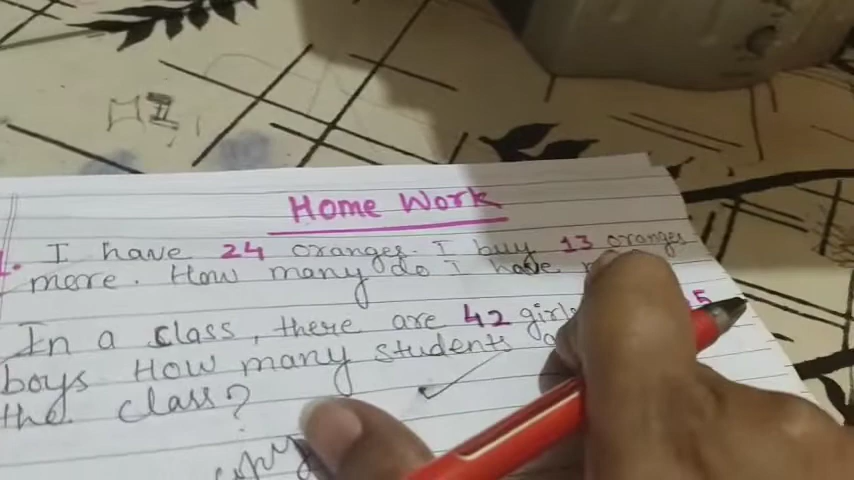 Home Work
1. I have 24 oranges. I buy 13 oranges
more. How many do I have
In a class, there are 42 girls 5
boys How many students
the class?